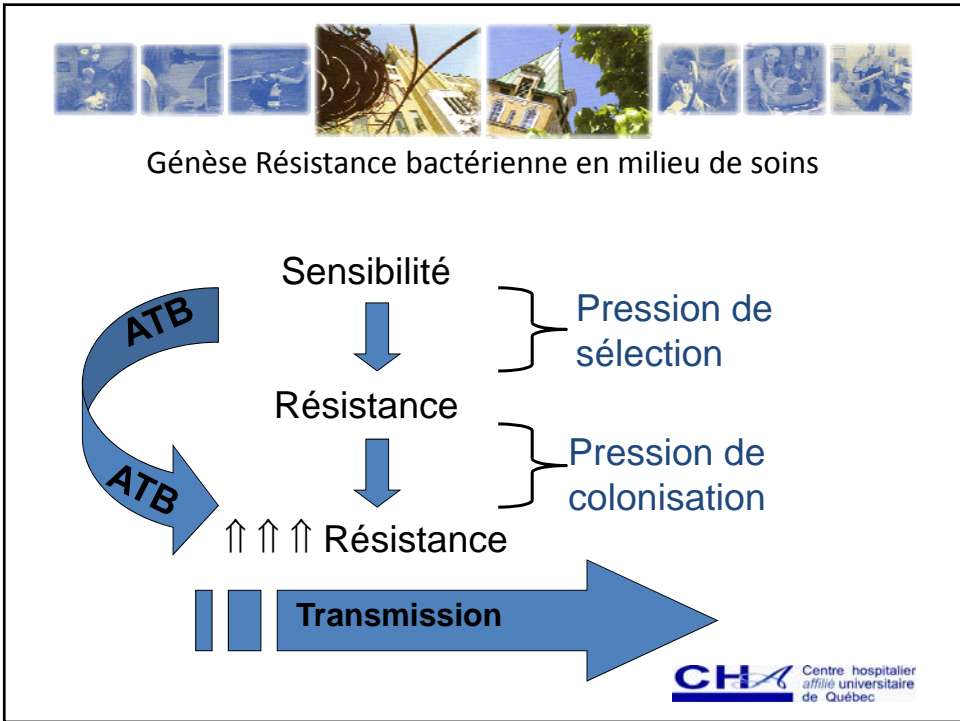 Génèse Résistance bactérienne en milieu de soins
Sensibilité
ATB
Pression de
sélection
Résistance
ATB
Pression de
colonisation
⇑ ⇑ ⇑ Résistance
Transmission
CHA
Centre hospitalier
affilié universitaire
de Québec